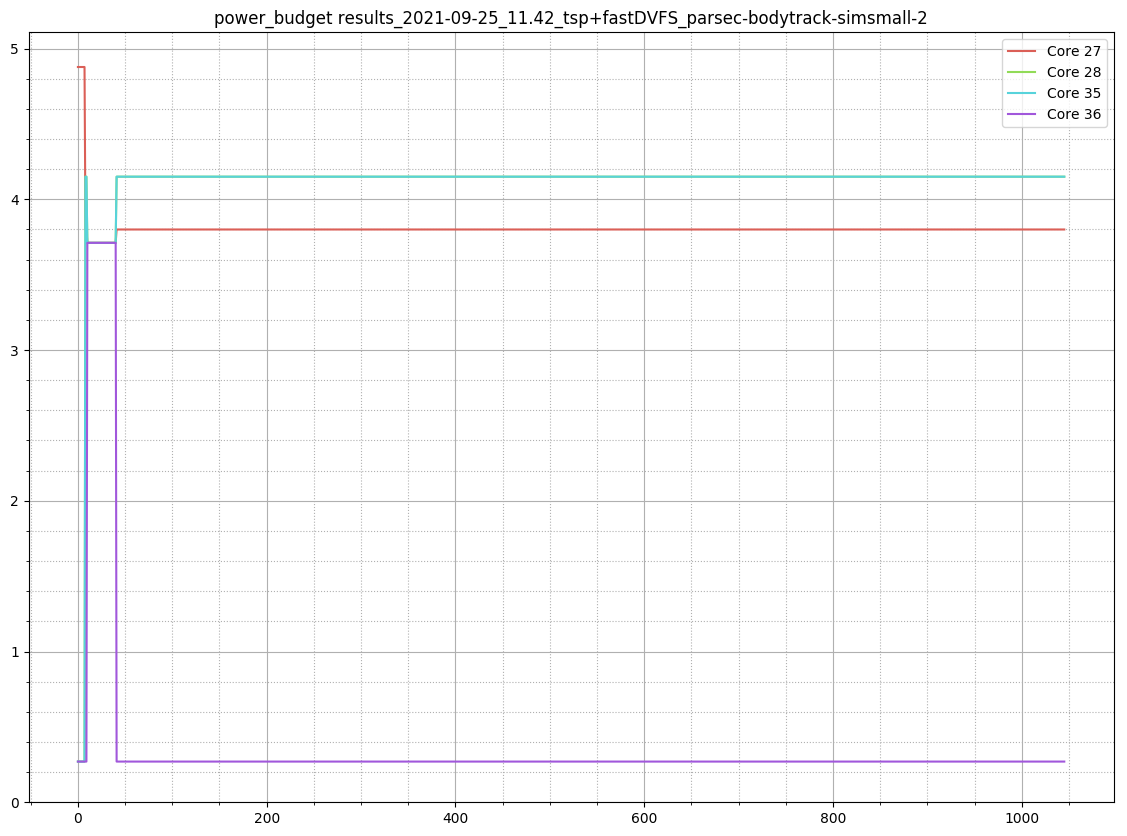 power_budget results_2021-09-25_11.42_tsp+fastDVFS_parsec-bodytrack-simsmall-2
Core 27
Core 28
Core 35
Core 36
5
4
3
2
1
0
0 200 400 600 800 1000